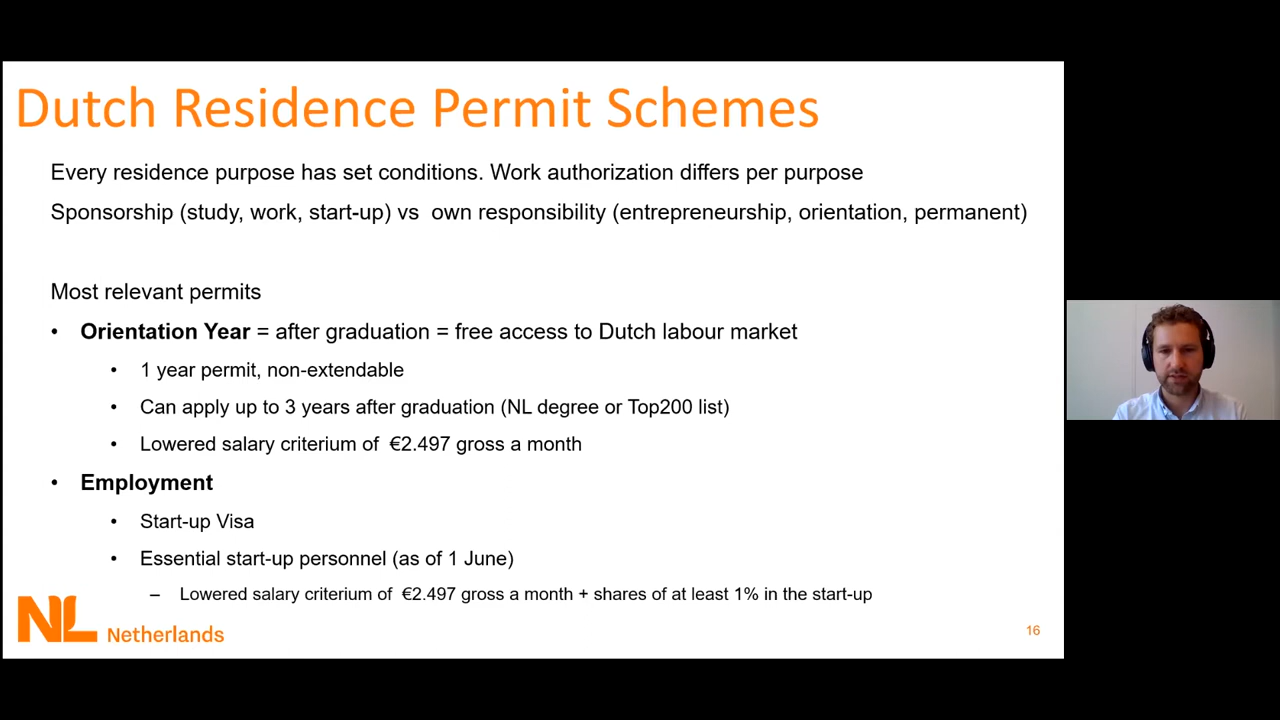 Dutch Residence Permit Schemes
Every residence purpose has set conditions. Work authorization differs per purpose
Sponsorship (study, work, start-up) vs own responsibility (entrepreneurship, orientation, permanent)
Most relevant permits
• Orientation Year = after graduation = free access to Dutch labour market
• 1 year permit, non-extendable
• Can apply up to 3 years after graduation (NL degree or Top200 list)
• Lowered salary criterium of €2.497 gross a month
• Employment
• Start-up Visa
• Essential start-up personnel (as of 1 June)
– Lowered salary criterium of €2.497 gross a month + shares of at least 1% in the start-up
NL Netherlands
16